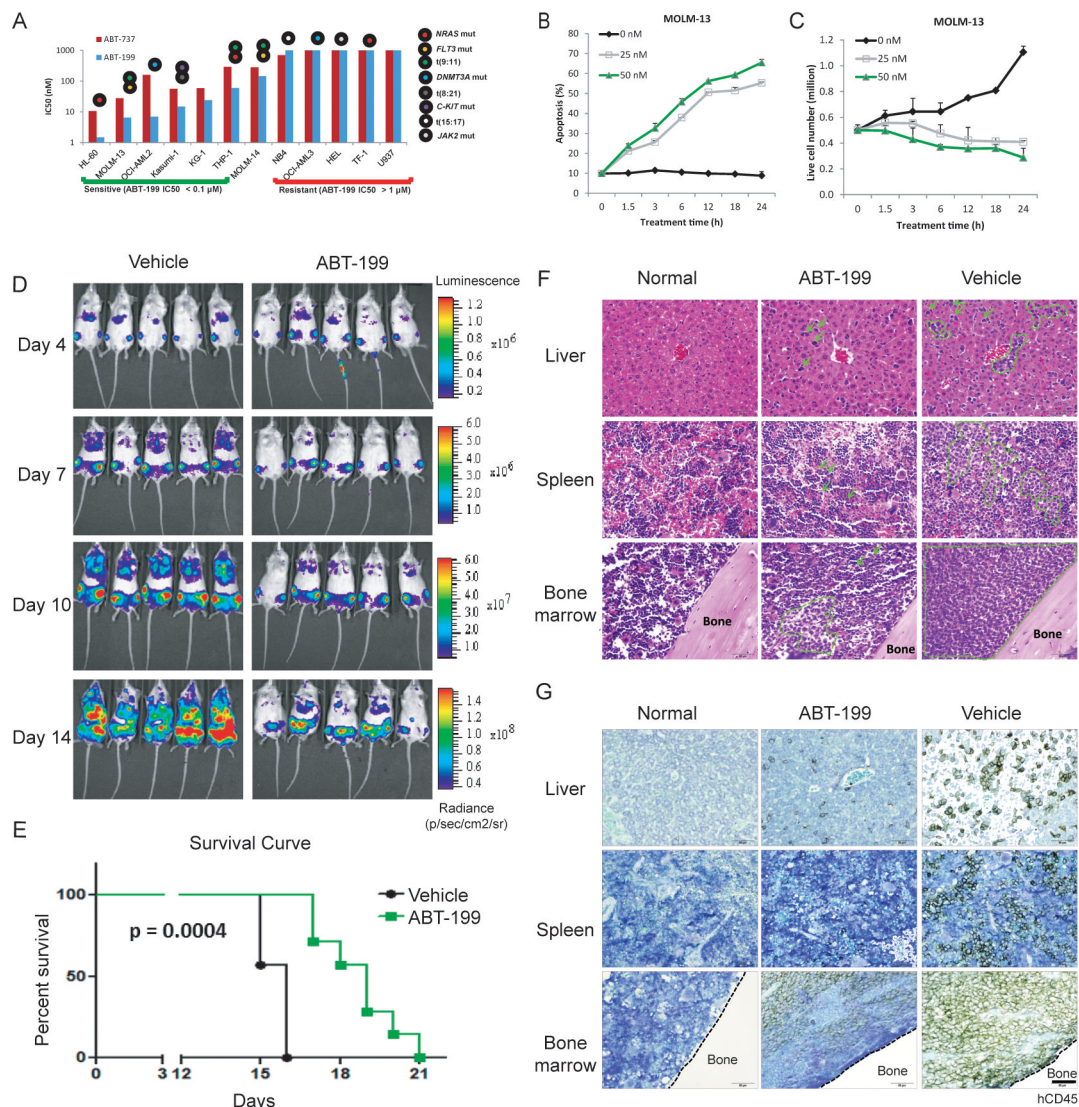 A
ABT-737
ABT-199
IC50 (nM)
1000
100
10
1
HL-60
MOLM-13
OCI-AML2
Kasumi-1
KG-1
THP-1
MOLM-14
NB4
OCI-AML3
HEL
TF-1
U937
Sensitive (ABT-199 IC50 < 0.1 µM)
Resistant (ABT-199 IC50 > 1 µM)
NRAS mut
FLT3 mut
t(9:11)
DNMT3A mut
t(8:21)
C-KIT mut
t(15:17)
JAK2 mut
B
MOLM-13
0 nM
25 nM
50 nM
Apoptosis (%)
80
70
60
50
40
30
20
10
0
0 1.5 3 6 12 18 24
Treatment time (h)
C
MOLM-13
0 nM
25 nM
50 nM
Live cell number (million)
1.2
1.0
0.8
0.6
0.4
0.2
0.0
0 1.5 3 6 12 18 24
Treatment time (h)
D
Vehicle ABT-199
Luminescence
Day 4
1.2
1.0
0.8
0.6
0.4
0.2
x10^6
Day 7
6.0
5.0
4.0
3.0
2.0
1.0
x10^6
Day 10
6.0
5.0
4.0
3.0
2.0
1.0
x10^7
Day 14
1.4
1.2
1.0
0.8
0.6
0.4
x10^8
Radiance
(p/sec/cm2/sr)
E
Survival Curve
Vehicle
ABT-199
p = 0.0004
Percent survival
100
50
0
0 3 12 15 18 21
Days
F
Normal ABT-199 Vehicle
Liver
Spleen
Bone
marrow
Bone
Bone
Bone
G
Normal ABT-199 Vehicle
Liver
Spleen
Bone
marrow
Bone
Bone
Bone
hCD45